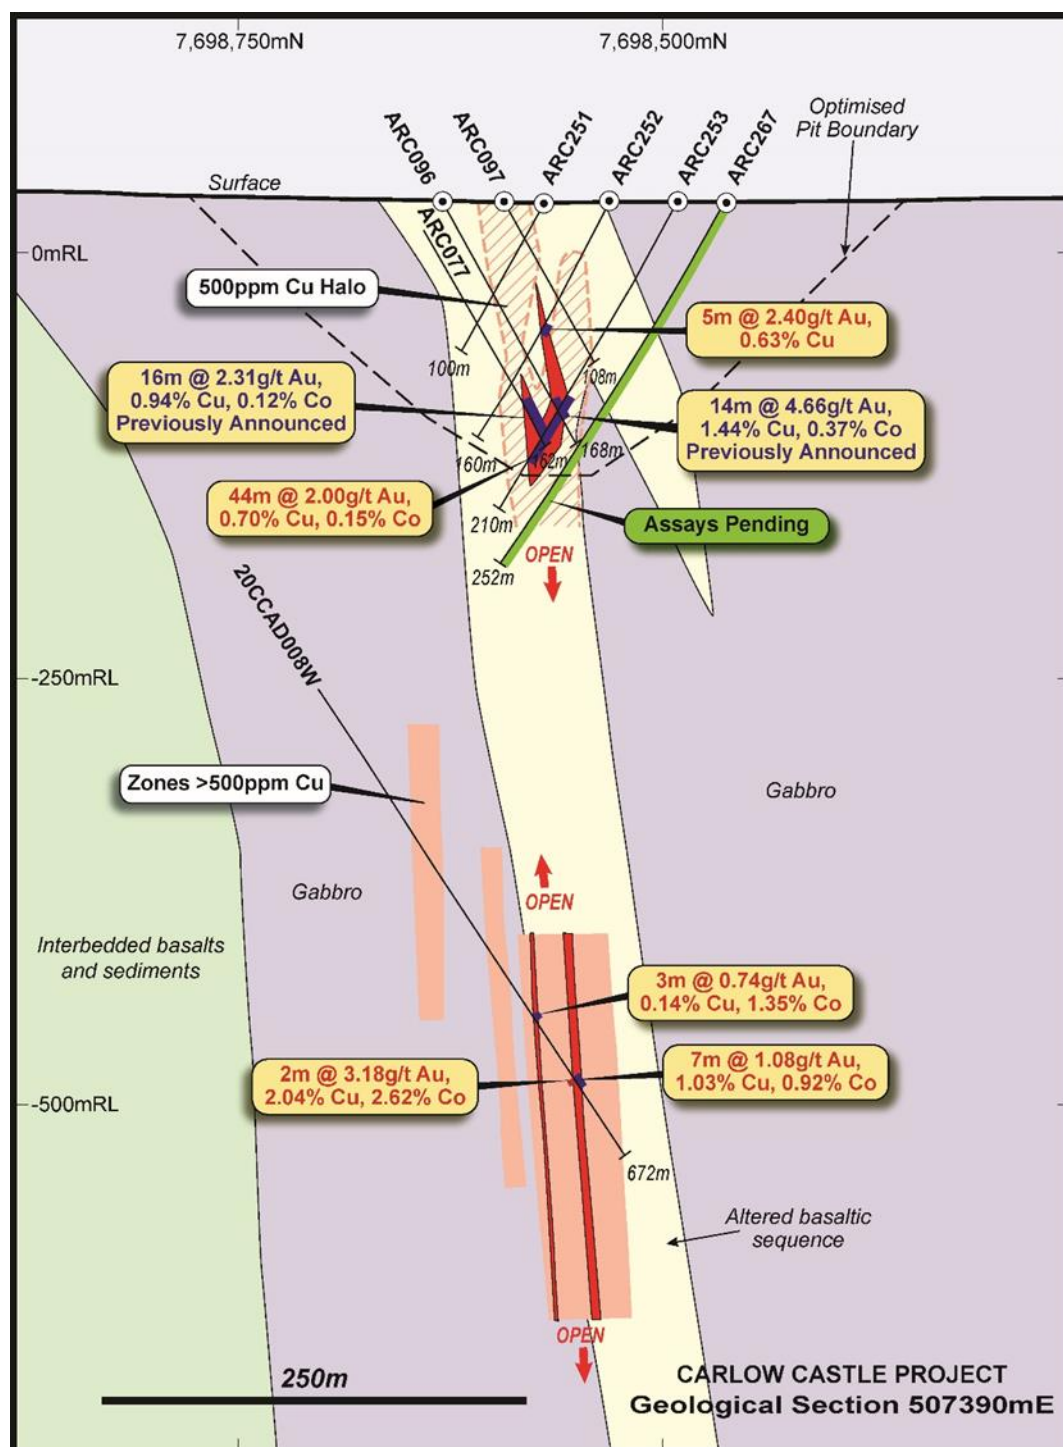 7,698,750mN
7,698,500mN
ARC096
ARC097
ARC251
ARC252
ARC253
ARC267
Optimised
Pit Boundary
Surface
ARC077
0mRL
500ppm Cu Halo
5m @ 2.40g/t Au,
0.63% Cu
100m
108m
16m @ 2.31g/t Au,
0.94% Cu, 0.12% Co
Previously Announced
14m @ 4.66g/t Au,
1.44% Cu, 0.37% Co
Previously Announced
160m
162m
168m
44m @ 2.00g/t Au,
0.70% Cu, 0.15% Co
210m
Assays Pending
252m
OPEN
20CCAD008W
-250mRL
Zones >500ppm Cu
Gabbro
Gabbro
OPEN
Interbedded basalts
and sediments
3m @ 0.74g/t Au,
0.14% Cu, 1.35% Co
2m @ 3.18g/t Au,
2.04% Cu, 2.62% Co
7m @ 1.08g/t Au,
1.03% Cu, 0.92% Co
-500mRL
672m
Altered basaltic
sequence
OPEN
250m
CARLOW CASTLE PROJECT
Geological Section 507390mE